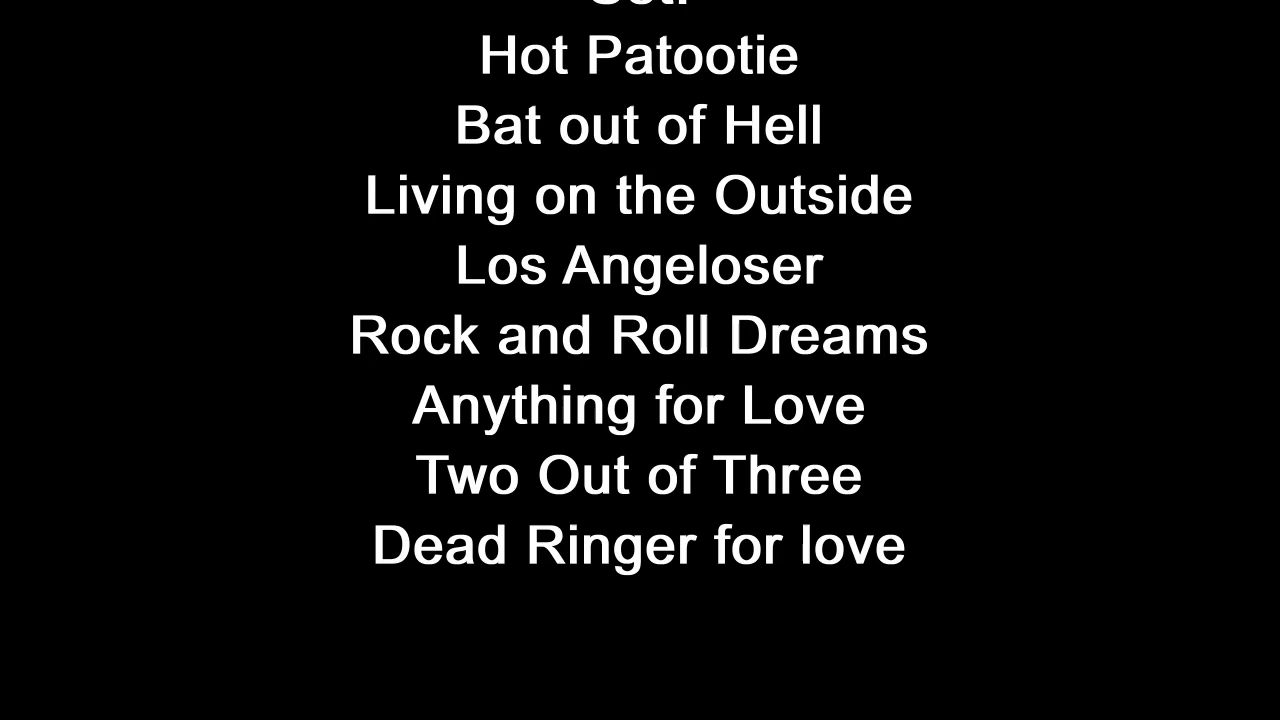 Hot Patootie
Bat out of Hell
Living on the Outside
Los Angeloser
Rock and Roll Dreams
Anything for Love
Two Out of Three
Dead Ringer for love